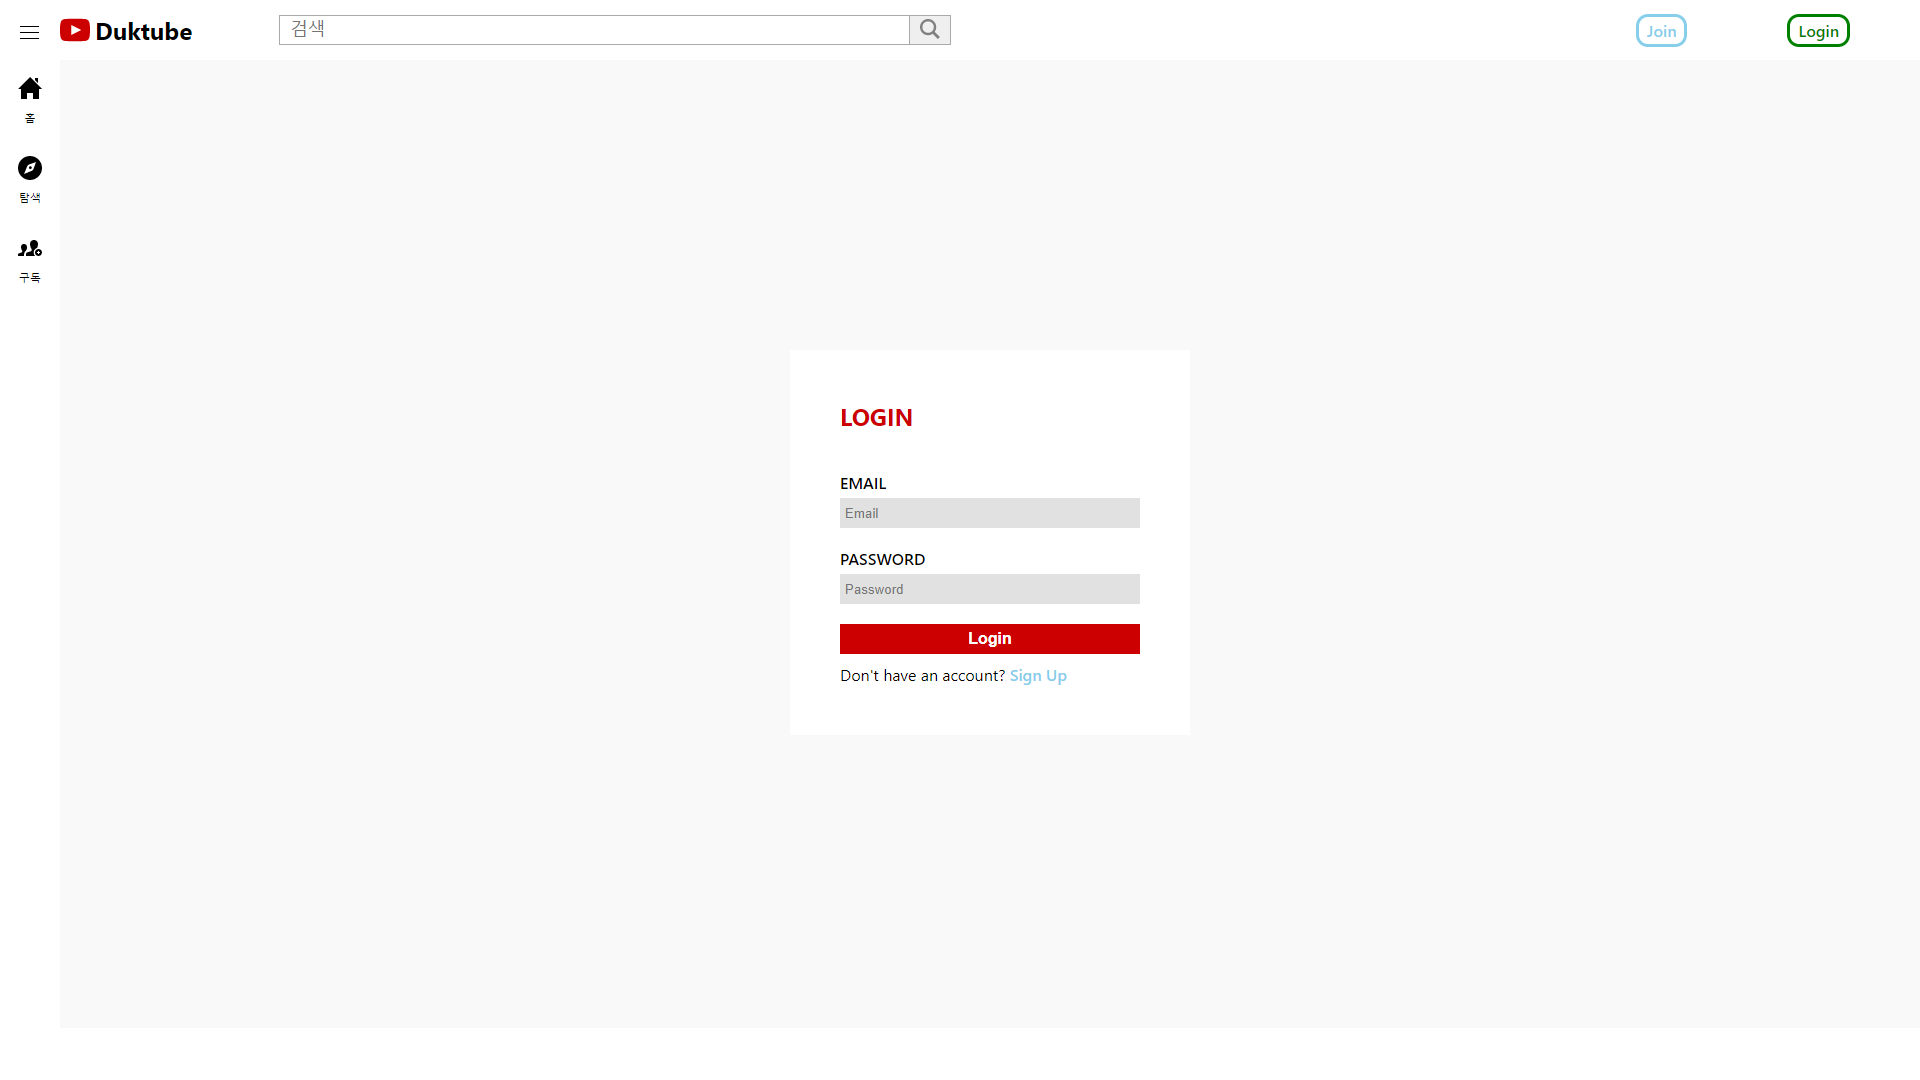 Duktube
검색
Join
Login
홈
탐색
구독
LOGIN
EMAIL
Email
PASSWORD
Password
Login
Don't have an account? Sign Up